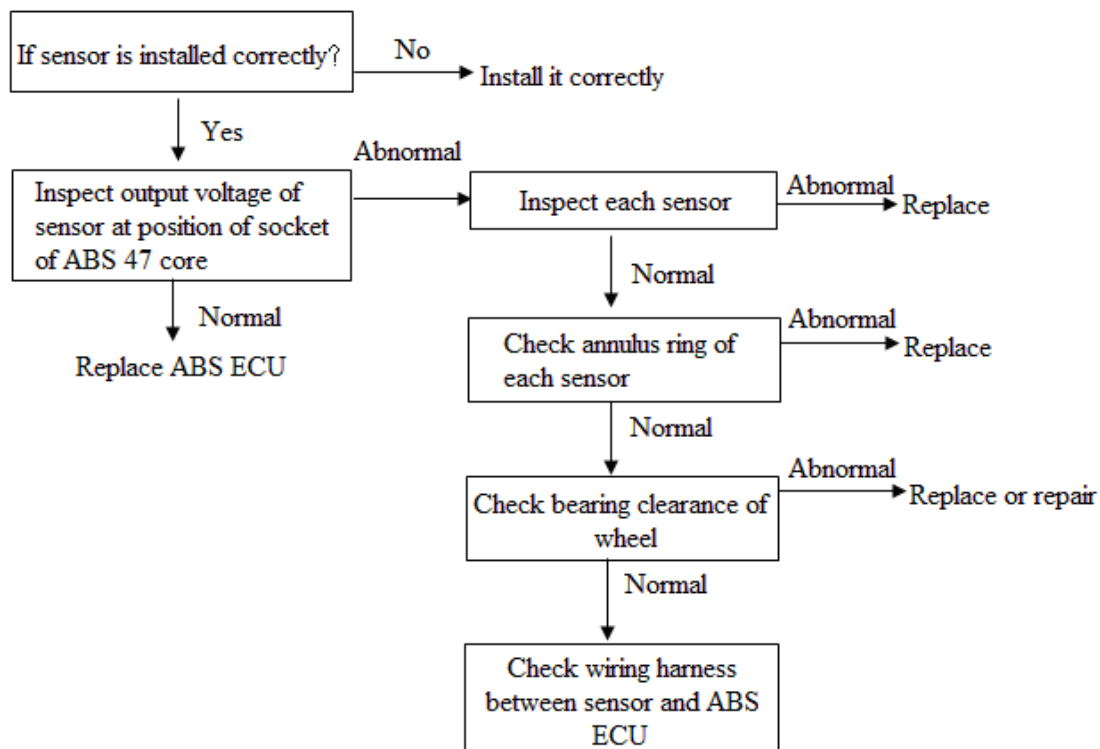 If sensor is installed correctly?
No
Install it correctly
Yes
Abnormal
Inspect output voltage of
sensor at position of socket
of ABS 47 core
Inspect each sensor
Abnormal
Replace
Normal
Normal
Replace ABS ECU
Check annulus ring of
each sensor
Abnormal
Replace
Normal
Check bearing clearance of
wheel
Abnormal
Replace or repair
Normal
Check wiring harness
between sensor and ABS
ECU